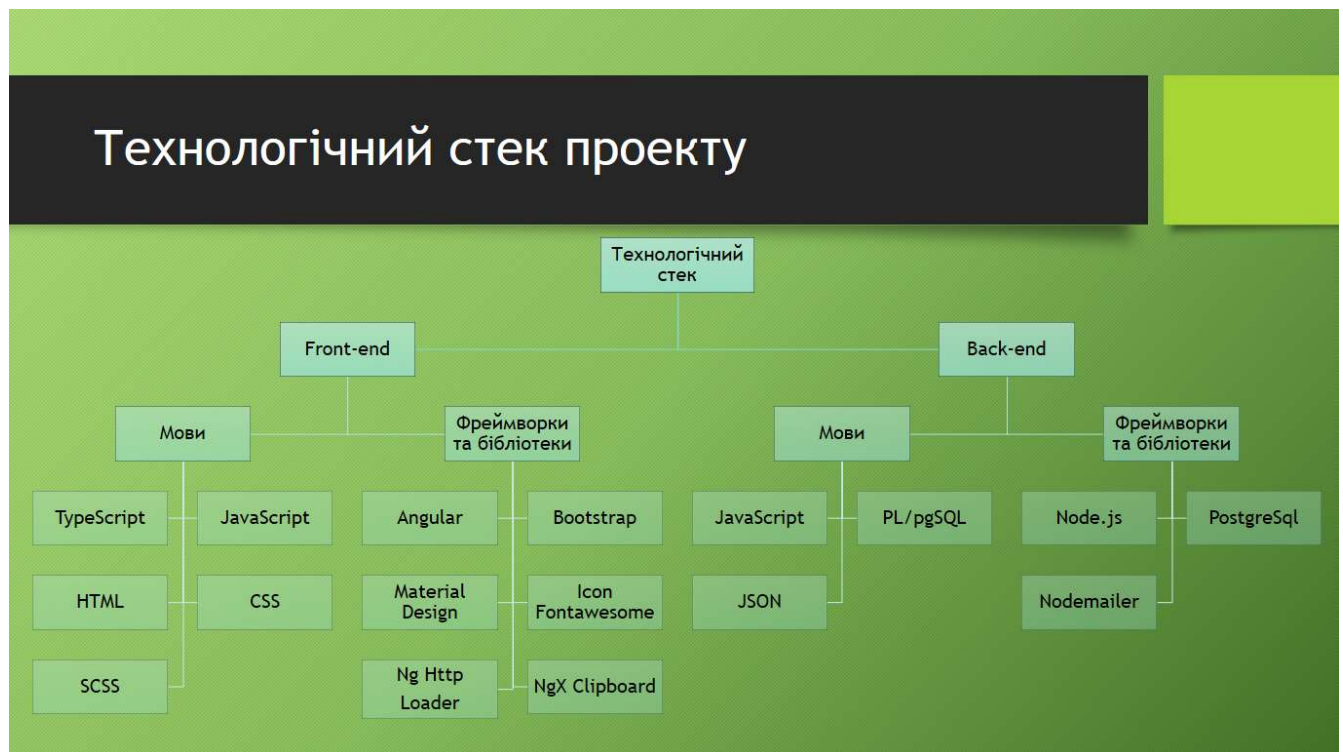 Технологічний стек проекту
Технологічний
стек
Front-end
Back-end
Мови
Фреймворки
та бібліотеки
Мови
Фреймворки
та бібліотеки
TypeScript
JavaScript
Angular
Bootstrap
JavaScript
PL/pgSQL
Node.js
PostgreSql
HTML
CSS
Material
Design
Icon
Fontawesome
JSON
Nodemailer
SCSS
Ng Http
Loader
NgX Clipboard